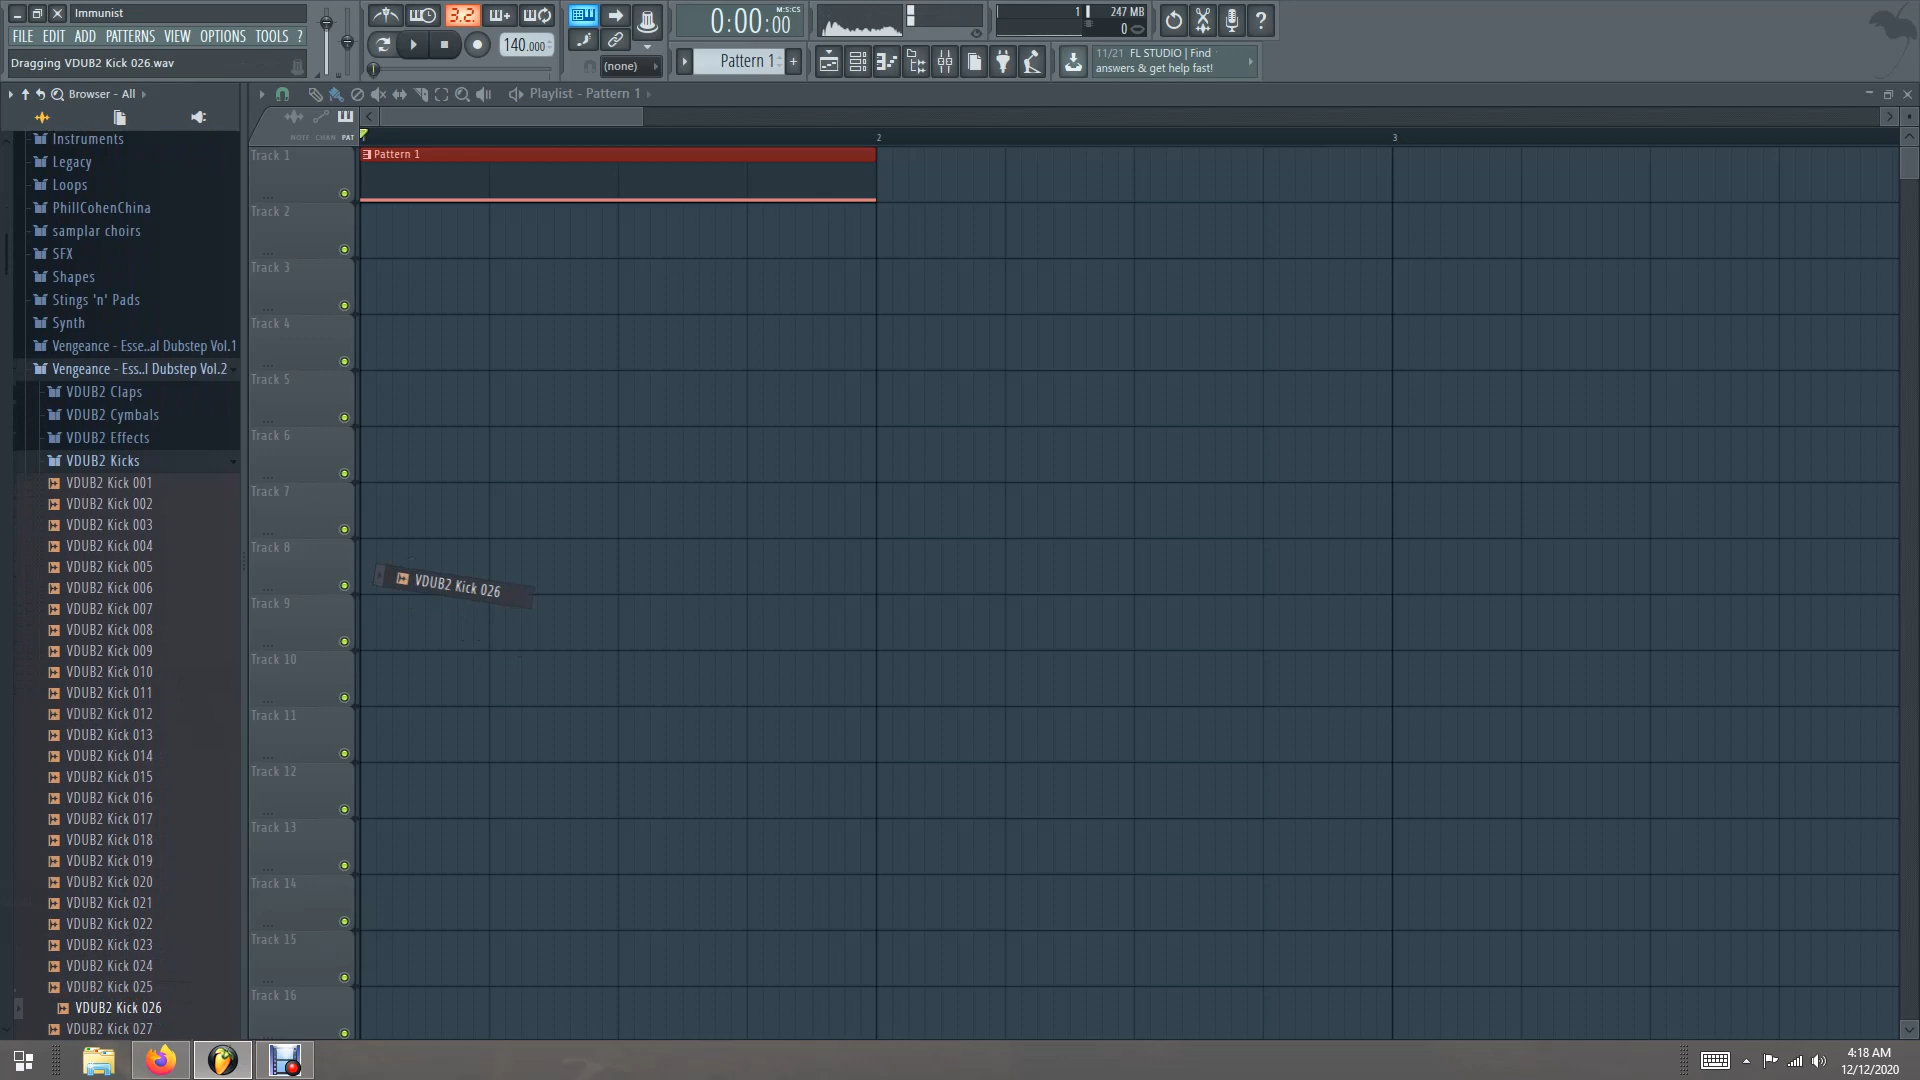 Immunist
FILE EDIT ADD PATTERNS VIEW OPTIONS TOOLS ?
Dragging VDUB2 Kick 026.wav
3.2
140.000
(none)
0:00:00
M:S:CS
Pattern 1
1
247 MB
0
11/21 FL STUDIO | Find
answers & get help fast!
Browser - All
Playlist - Pattern 1
NOTE CHAN PAT
2
3
Instruments
Legacy
Loops
PhillCohenChina
samplar choirs
SFX
Shapes
Stings 'n' Pads
Synth
Vengeance - Esse..al Dubstep Vol.1
Vengeance - Ess..l Dubstep Vol.2
VDUB2 Claps
VDUB2 Cymbals
VDUB2 Effects
VDUB2 Kicks
VDUB2 Kick 001
VDUB2 Kick 002
VDUB2 Kick 003
VDUB2 Kick 004
VDUB2 Kick 005
VDUB2 Kick 006
VDUB2 Kick 007
VDUB2 Kick 008
VDUB2 Kick 009
VDUB2 Kick 010
VDUB2 Kick 011
VDUB2 Kick 012
VDUB2 Kick 013
VDUB2 Kick 014
VDUB2 Kick 015
VDUB2 Kick 016
VDUB2 Kick 017
VDUB2 Kick 018
VDUB2 Kick 019
VDUB2 Kick 020
VDUB2 Kick 021
VDUB2 Kick 022
VDUB2 Kick 023
VDUB2 Kick 024
VDUB2 Kick 025
VDUB2 Kick 026
VDUB2 Kick 027
Track 1
Pattern 1
Track 2
Track 3
Track 4
Track 5
Track 6
Track 7
Track 8
VDUB2 Kick 026
Track 9
Track 10
Track 11
Track 12
Track 13
Track 14
Track 15
Track 16
4:18 AM
12/12/2020